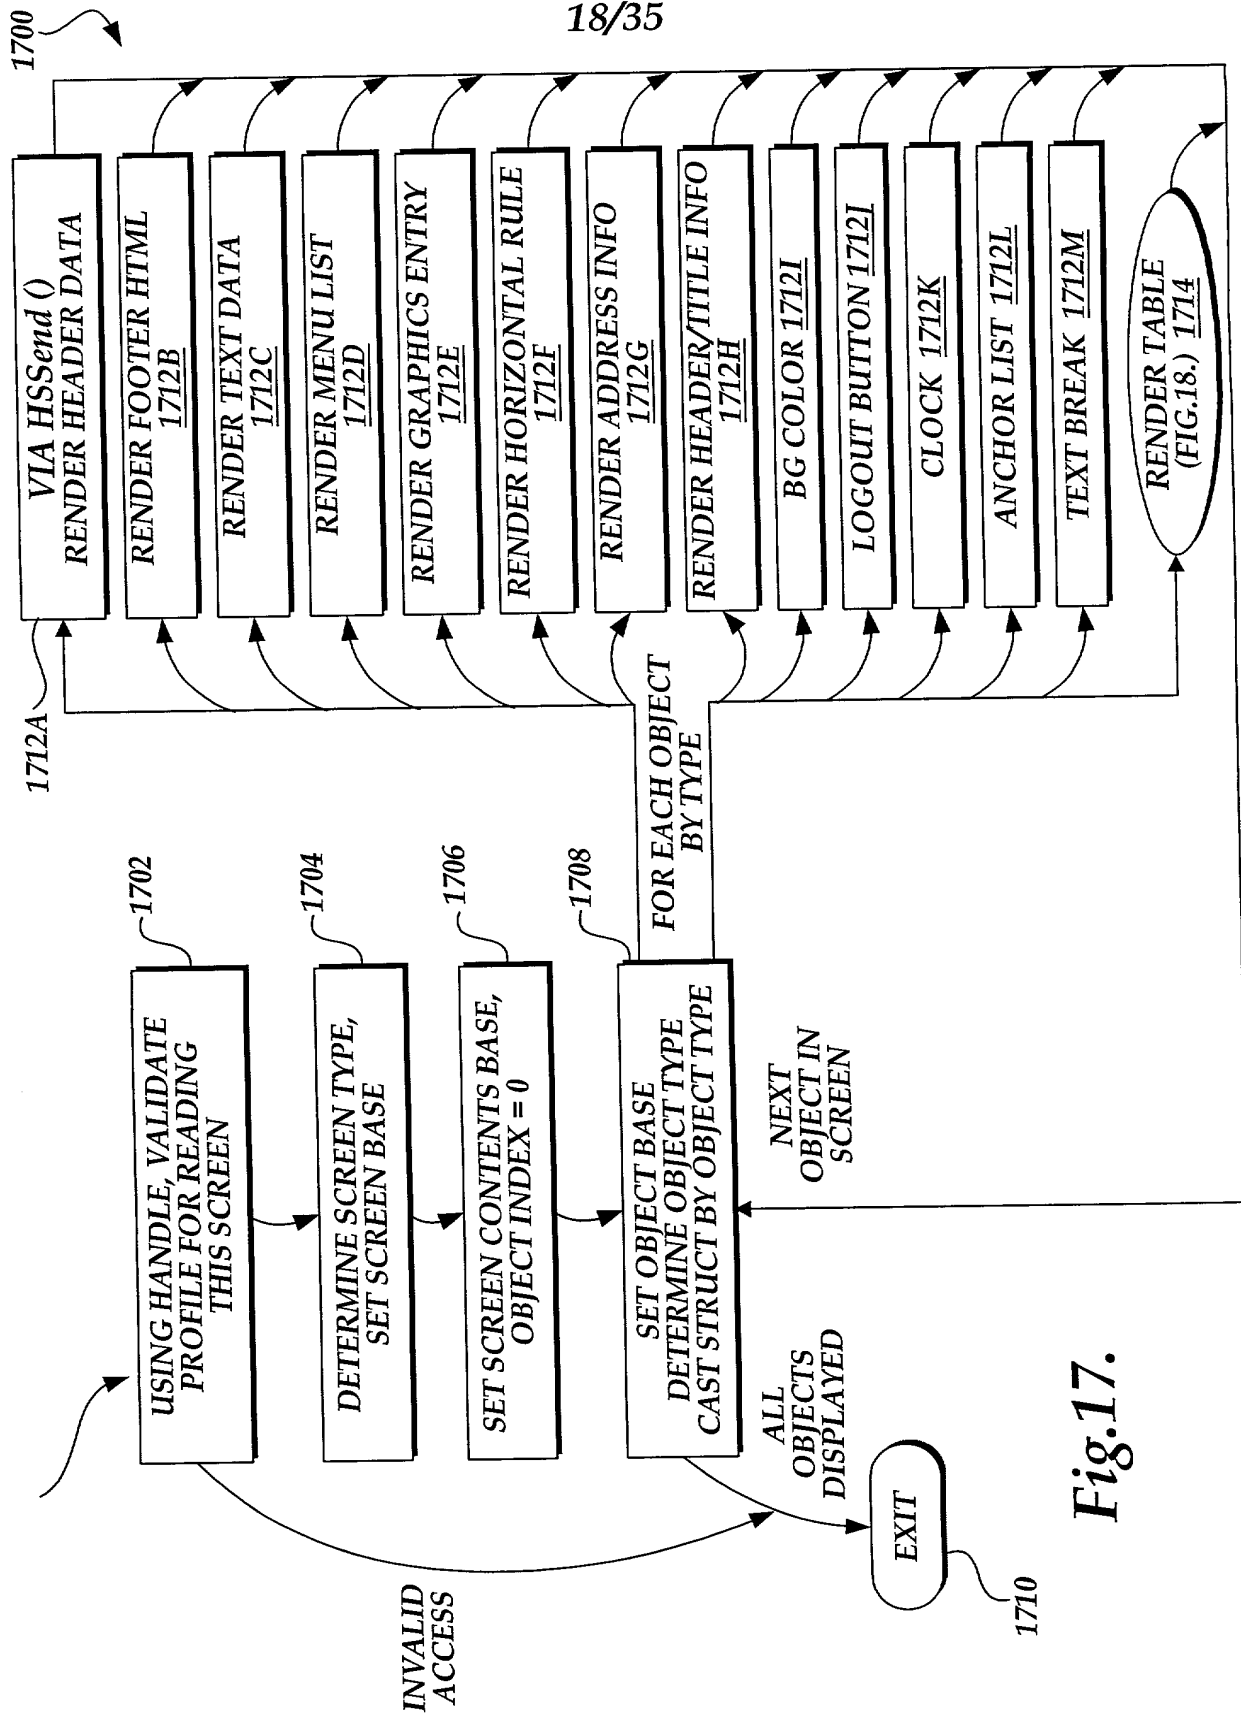 18/35
1700
1702
USING HANDLE, VALIDATE
PROFILE FOR READING
THIS SCREEN
1704
DETERMINE SCREEN TYPE,
SET SCREEN BASE
1706
SET SCREEN CONTENTS BASE,
OBJECT INDEX = 0
1708
SET OBJECT BASE
DETERMINE OBJECT TYPE
CAST STRUCT BY OBJECT TYPE
INVALID
ACCESS
ALL
OBJECTS
DISPLAYED
EXIT
1710
NEXT
OBJECT IN
SCREEN
FOR EACH OBJECT
BY TYPE
1712A
VIA HSSend ()
RENDER HEADER DATA
RENDER FOOTER HTML
1712B
RENDER TEXT DATA
1712C
RENDER MENU LIST
1712D
RENDER GRAPHICS ENTRY
1712E
RENDER HORIZONTAL RULE
1712F
RENDER ADDRESS INFO
1712G
RENDER HEADER/TITLE INFO
1712H
BG COLOR 1712I
LOGOUT BUTTON 1712J
CLOCK 1712K
ANCHOR LIST 1712L
TEXT BREAK 1712M
RENDER TABLE
(FIG.18.) 1714
Fig.17.